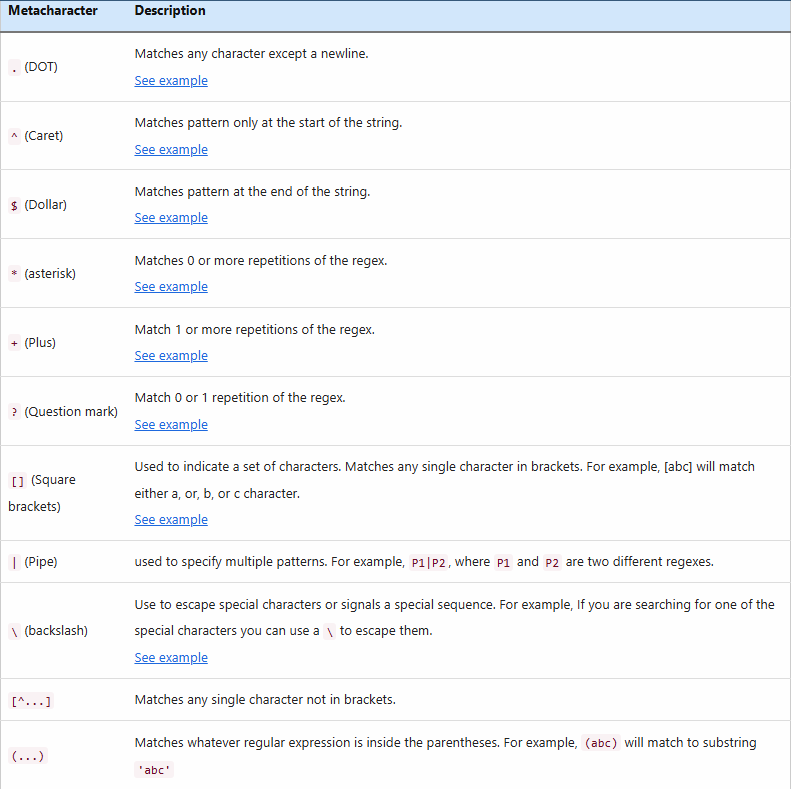 Metacharacter Description
. (DOT) Matches any character except a newline.
See example
^ (Caret) Matches pattern only at the start of the string.
See example
$ (Dollar) Matches pattern at the end of the string.
See example
* (asterisk) Matches 0 or more repetitions of the regex.
See example
+ (Plus) Match 1 or more repetitions of the regex.
See example
? (Question mark) Match 0 or 1 repetition of the regex.
See example
[] (Square brackets) Used to indicate a set of characters. Matches any single character in brackets. For example, [abc] will match
either a, or, b, or c character.
See example
| (Pipe) used to specify multiple patterns. For example, P1|P2, where P1 and P2 are two different regexes.
\ (backslash) Use to escape special characters or signals a special sequence. For example, If you are searching for one of the
special characters you can use a \ to escape them.
See example
[^...] Matches any single character not in brackets.
(...) Matches whatever regular expression is inside the parentheses. For example, (abc) will match to substring
'abc'